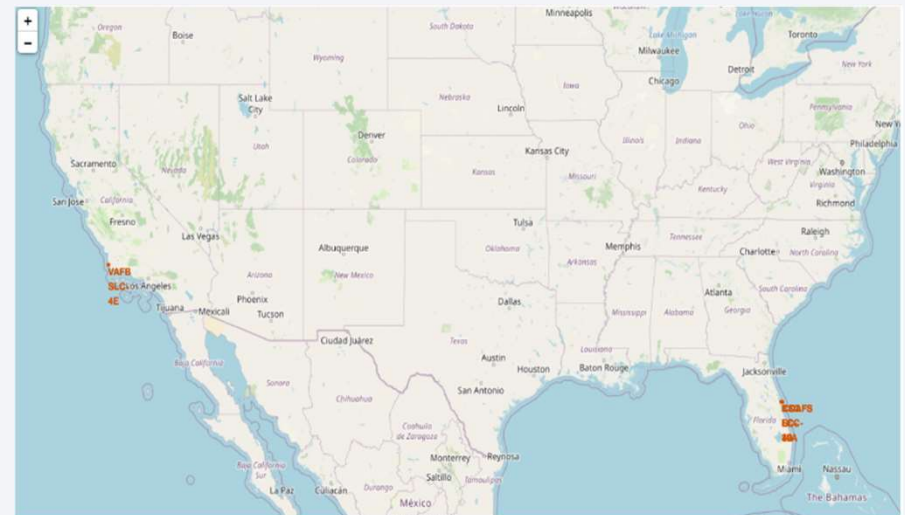 +
−
Minneapolis
Oregon
South Dakota
Toronto
Boise
Lake Michigan
Milwaukee
Wyoming
New York
Detroit
Chicago
Iowa
Nebraska
Salt Lake
City
Lincoln
Pennsylvania
New Y
Ohio
Denver
Utah
Illinois
Indiana
Philadelphia
Kansas City
Colorado
Sacramento
West Virginia
Nevada
Kansas
Missouri
Washington
Virginia
Kentucky
San Jose
California
Richmond
Fresno
Tulsa
Raligh
Las Vegas
Tennessee
Albuquerque
Memphis
Oklahoma
Charlotte
North Carolina
Arkansas
VAFB
SLC-
4E
Los Angeles
Arizona
New Mexico
South Carolina
Atlanta
Phoenix
Dallas
Tijuana
Mexicali
Tucson
Mississippi
Alabama
Georgia
Ciudad Juárez
Texas
Louisiana
Austin
Baja California
Houston
Baton Rouge
Jacksonville
Sonora
San Antonio
Chihuahua
Florida
Coahuila
de Zaragoza
Monterrey
Reynosa
Baja California
Sur
Miami
Nassau
Saltillo
Tamaulipas
La Paz
Culiacán
Durango
México
The Bahamas